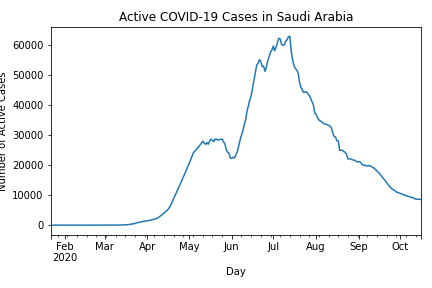 Active COVID-19 Cases in Saudi Arabia
Number of Active Cases
60000
50000
40000
30000
20000
10000
0
Feb Mar Apr May Jun Jul Aug Sep Oct
2020
Day